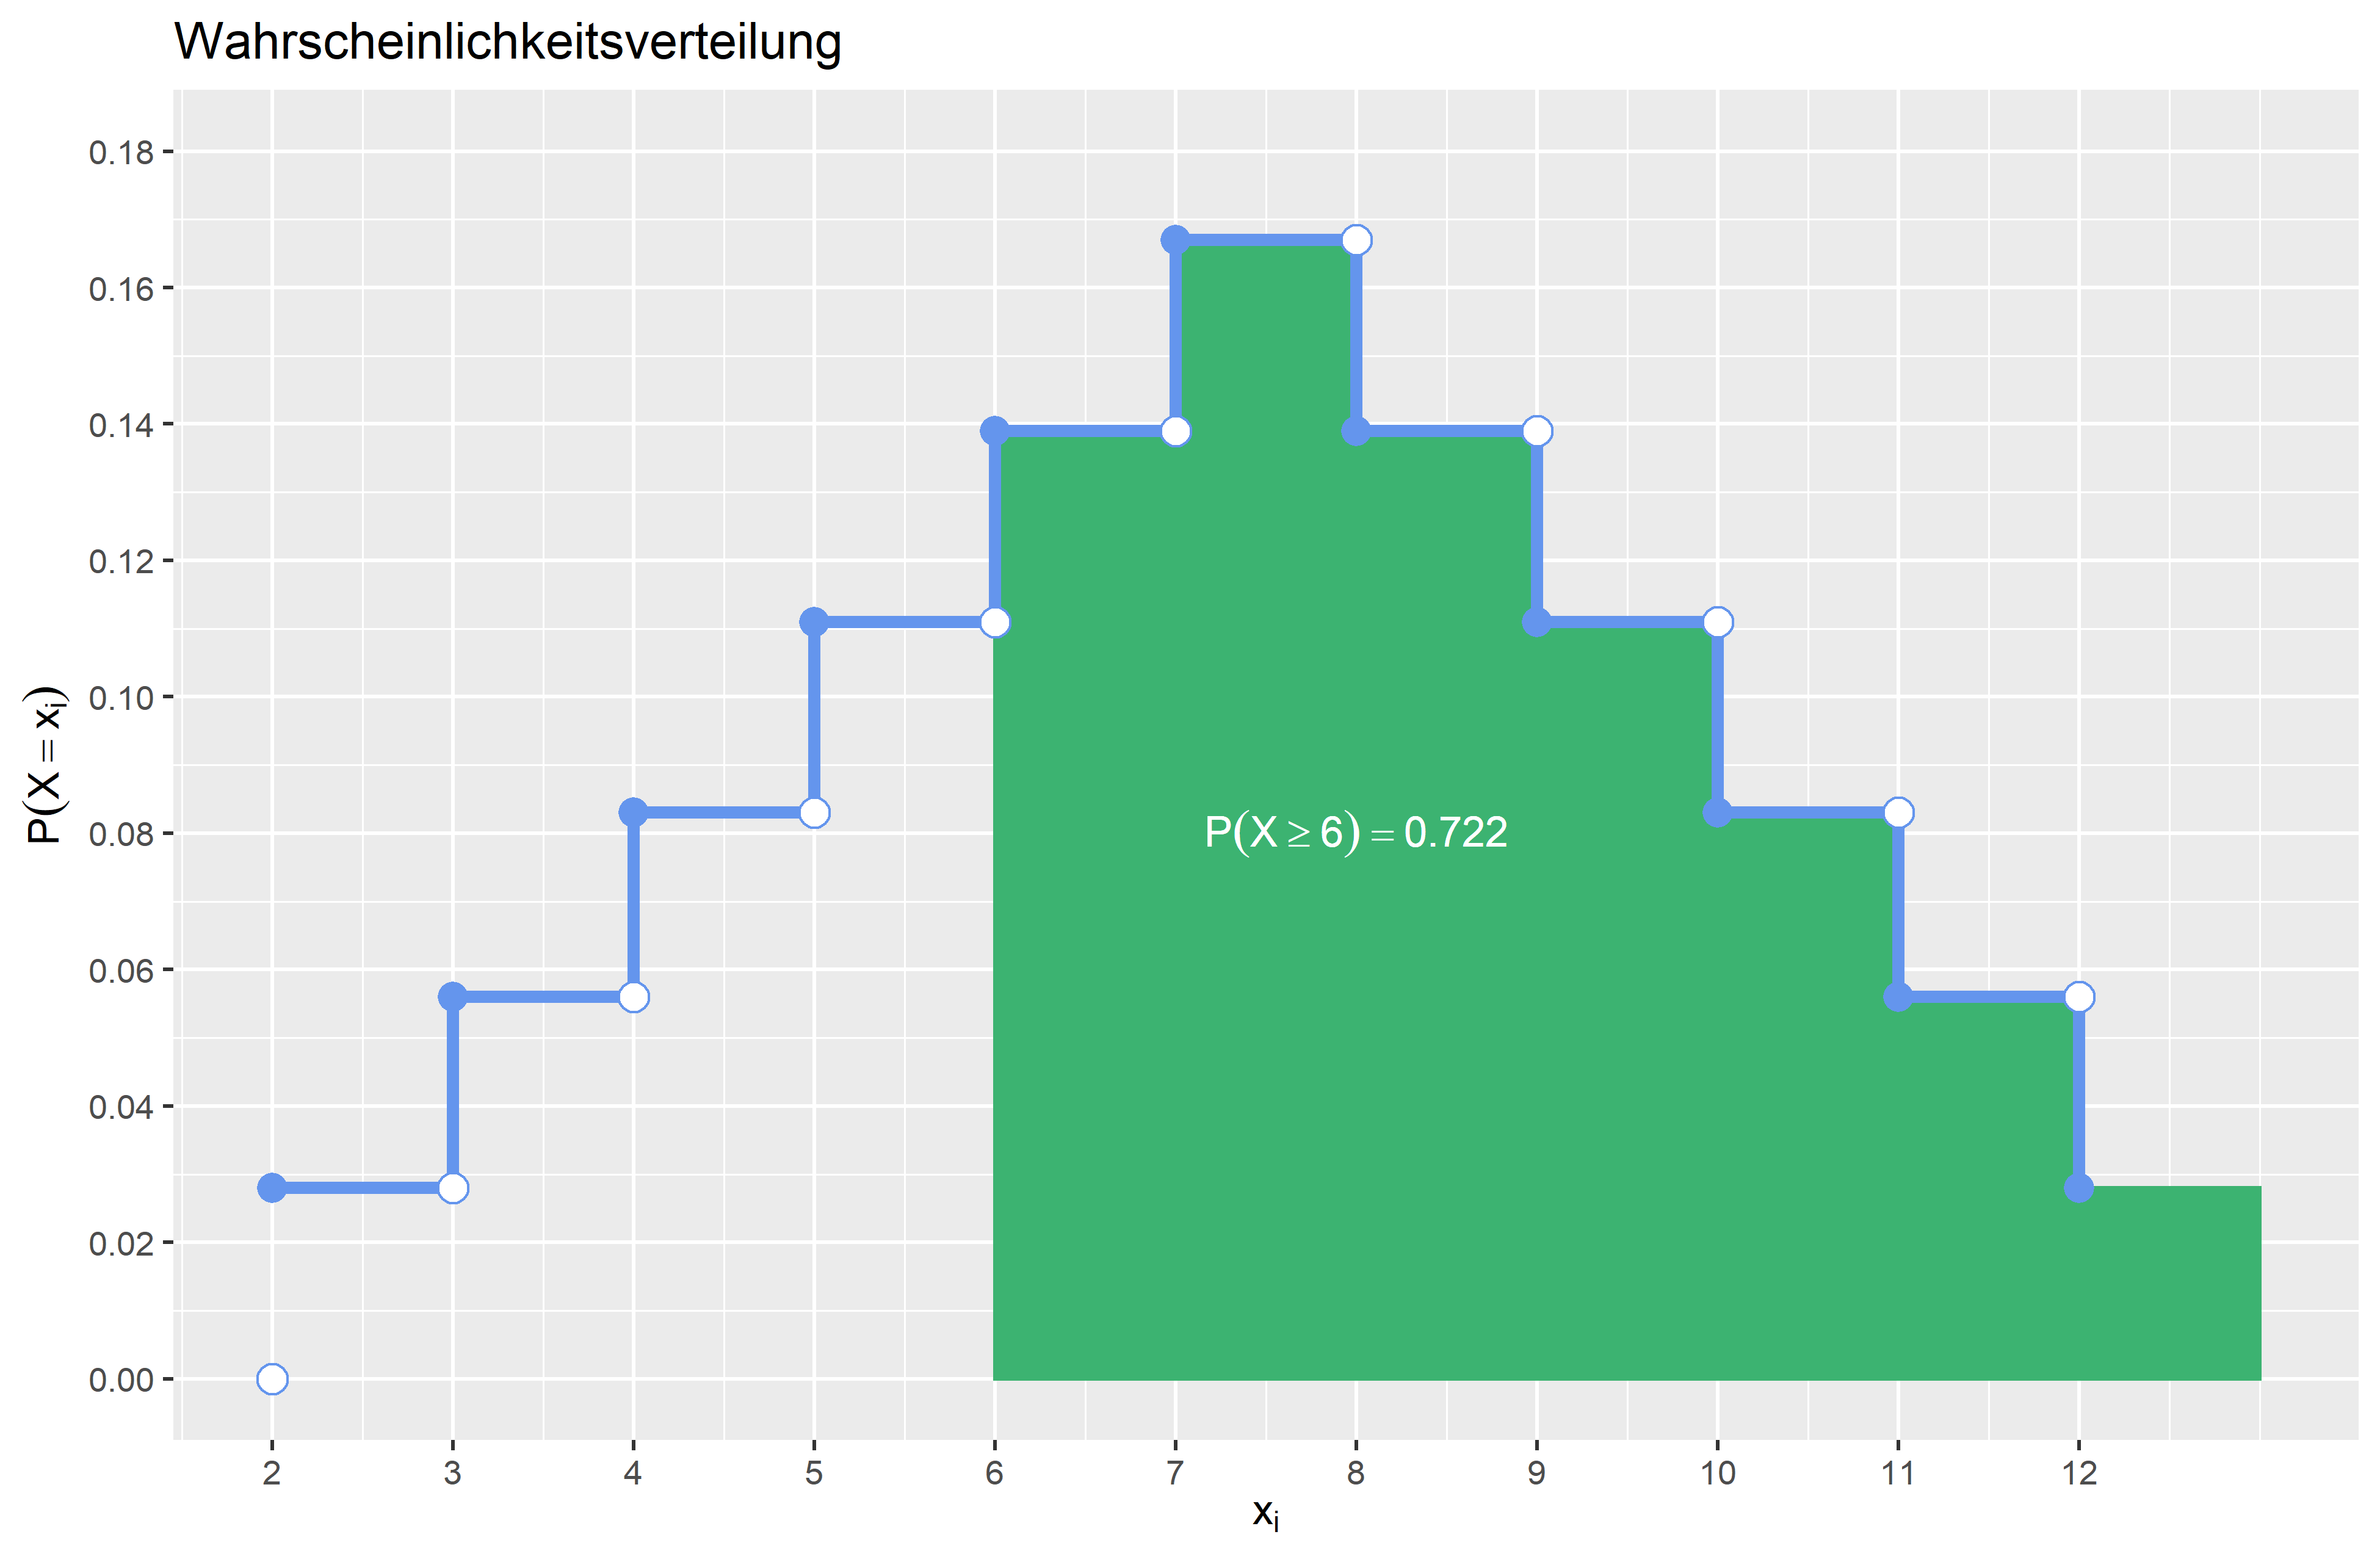 Wahrscheinlichkeitsverteilung
0.18
0.16
0.14
0.12
0.10
0.08
0.06
0.04
0.02
0.00
P(X = xᵢ)
P(X ≥ 6) = 0.722
2 3 4 5 6 7 8 9 10 11 12
xᵢ